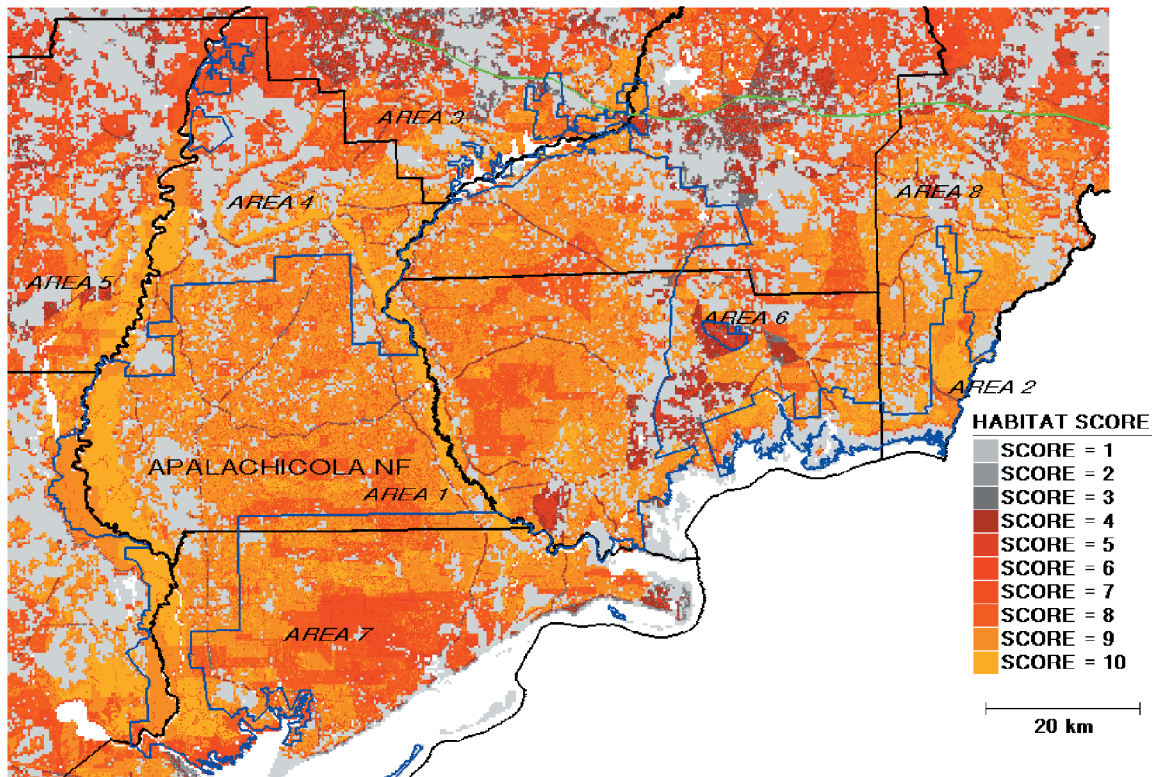 AREA 3
AREA 8
AREA 4
AREA 5
AREA 6
AREA 2
APALACHICOLA NF
AREA 1
AREA 7
HABITAT SCORE
SCORE = 1
SCORE = 2
SCORE = 3
SCORE = 4
SCORE = 5
SCORE = 6
SCORE = 7
SCORE = 8
SCORE = 9
SCORE = 10
20 km